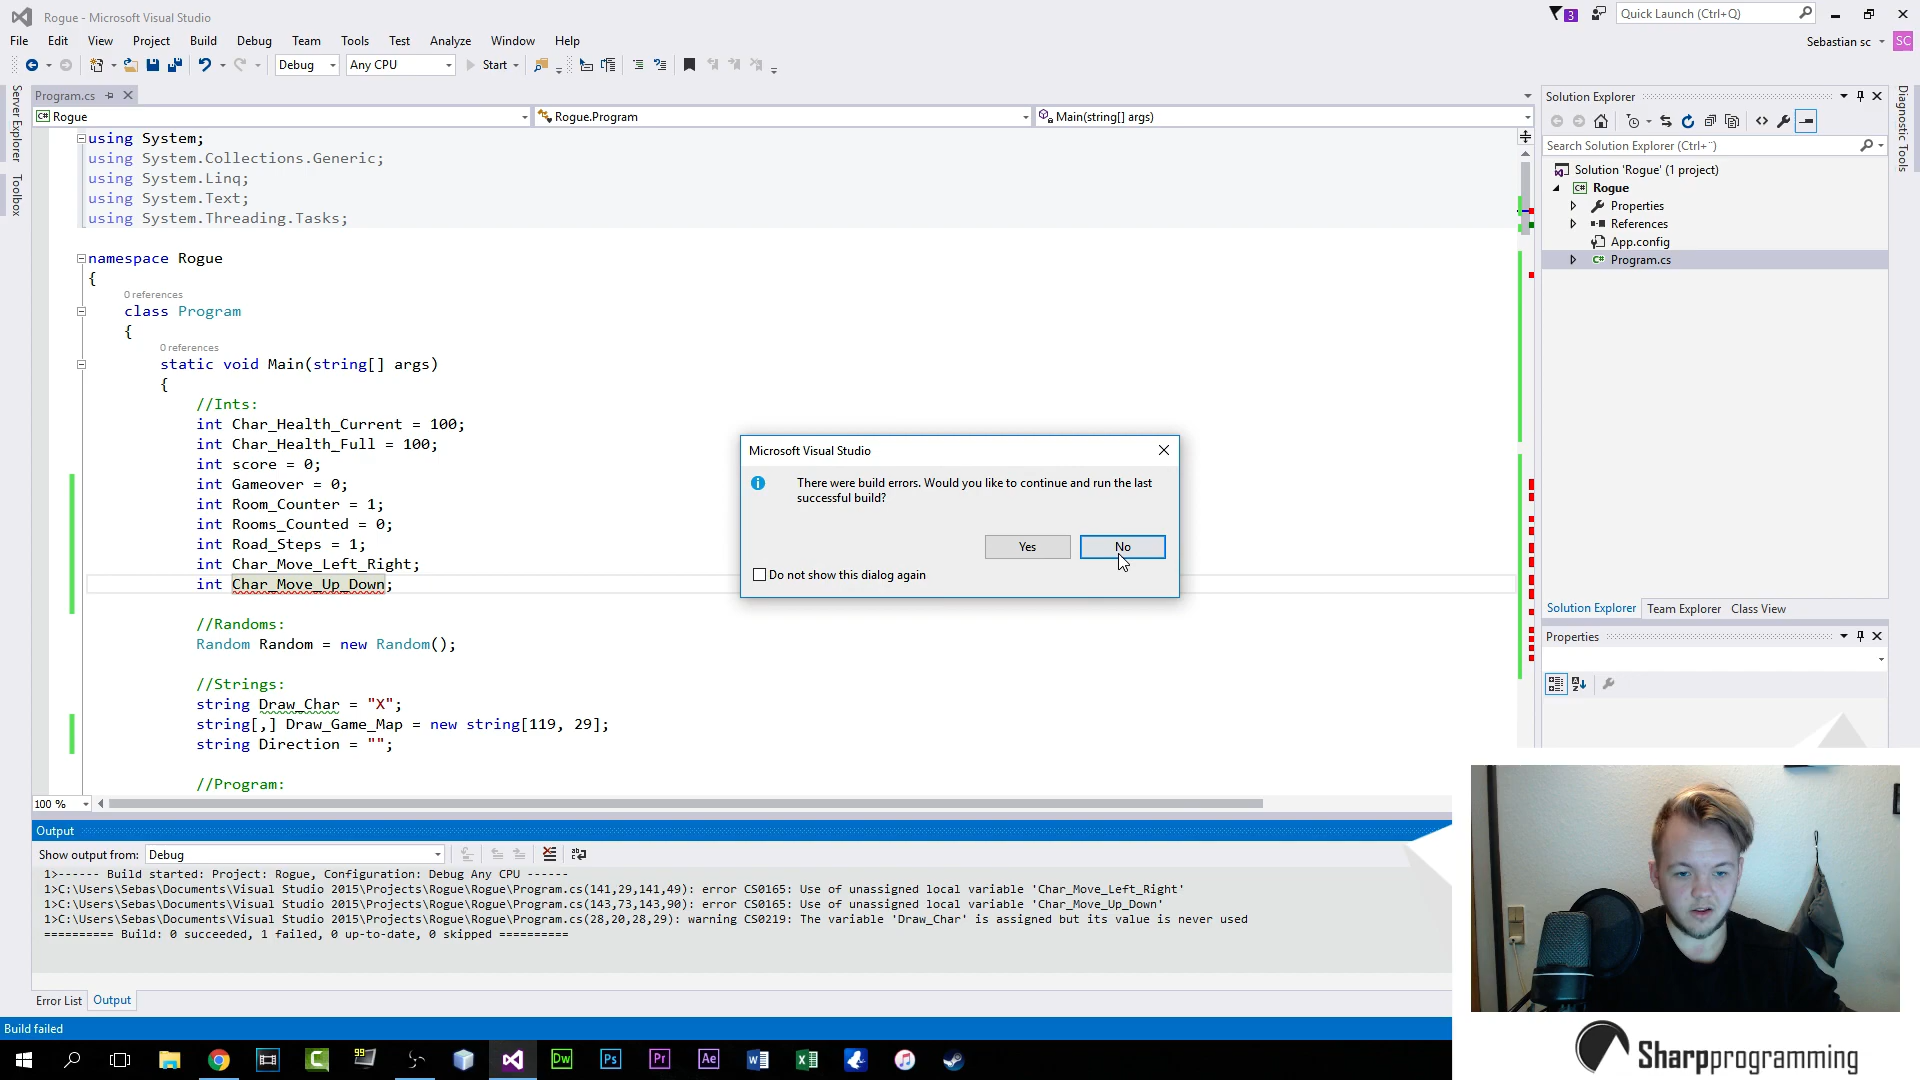 Rogue - Microsoft Visual Studio
3
Quick Launch (Ctrl+Q)
File Edit View Project Build Debug Team Tools Test Analyze Window Help
Sebastian sc
SC
Debug
Any CPU
Start
Server Explorer
Toolbox
Program.cs
Rogue
Rogue.Program
Main(string[] args)
using System;
using System.Collections.Generic;
using System.Linq;
using System.Text;
using System.Threading.Tasks;
namespace Rogue
{
0 references
class Program
{
0 references
static void Main(string[] args)
{
//Ints:
int Char_Health_Current = 100;
int Char_Health_Full = 100;
int score = 0;
int Gameover = 0;
int Room_Counter = 1;
int Rooms_Counted = 0;
int Road_Steps = 1;
int Char_Move_Left_Right;
int Char_Move_Up_Down;
//Randoms:
Random Random = new Random();
//Strings:
string Draw_Char = "X";
string[,] Draw_Game_Map = new string[119, 29];
string Direction = "";
//Program:
100 %
Microsoft Visual Studio
There were build errors. Would you like to continue and run the last
successful build?
Yes
No
Do not show this dialog again
Solution Explorer
Search Solution Explorer (Ctrl+¨)
Solution 'Rogue' (1 project)
C# Rogue
Properties
References
App.config
C# Program.cs
Solution Explorer Team Explorer Class View
Properties
Diagnostic Tools
Output
Show output from: Debug
1>------ Build started: Project: Rogue, Configuration: Debug Any CPU ------
1>C:\Users\Sebas\Documents\Visual Studio 2015\Projects\Rogue\Rogue\Program.cs(141,29,141,49): error CS0165: Use of unassigned local variable 'Char_Move_Left_Right'
1>C:\Users\Sebas\Documents\Visual Studio 2015\Projects\Rogue\Rogue\Program.cs(143,73,143,90): error CS0165: Use of unassigned local variable 'Char_Move_Up_Down'
1>C:\Users\Sebas\Documents\Visual Studio 2015\Projects\Rogue\Rogue\Program.cs(28,20,28,29): warning CS0219: The variable 'Draw_Char' is assigned but its value is never used
========== Build: 0 succeeded, 1 failed, 0 up-to-date, 0 skipped ==========
Error List
Output
Build failed
99
Dw
Ps
Pr
Ae
Sharpprogramming